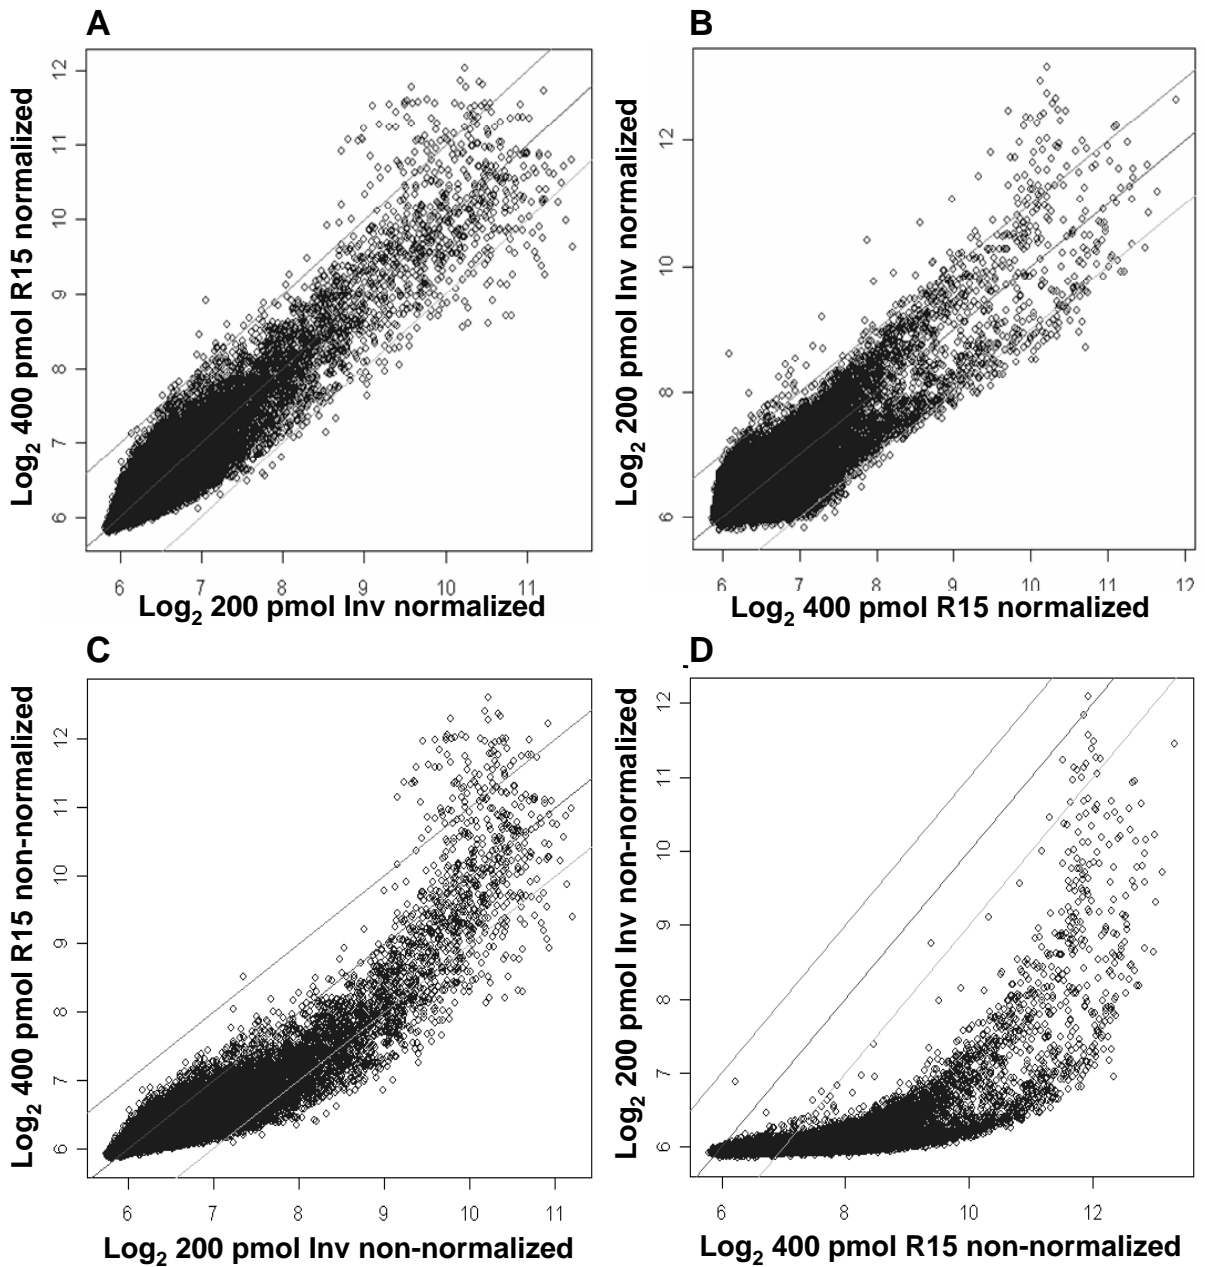 A
Log2 400 pmol R15 normalized
12
11
10
9
8
7
6
6 7 8 9 10 11
Log2 200 pmol Inv normalized
B
Log2 200 pmol Inv normalized
12
10
8
6
6 7 8 9 10 11 12
Log2 400 pmol R15 normalized
C
Log2 400 pmol R15 non-normalized
12
11
10
9
8
7
6
6 7 8 9 10 11
Log2 200 pmol Inv non-normalized
D
Log2 200 pmol Inv non-normalized
12
11
10
9
8
7
6
6 8 10 12
Log2 400 pmol R15 non-normalized